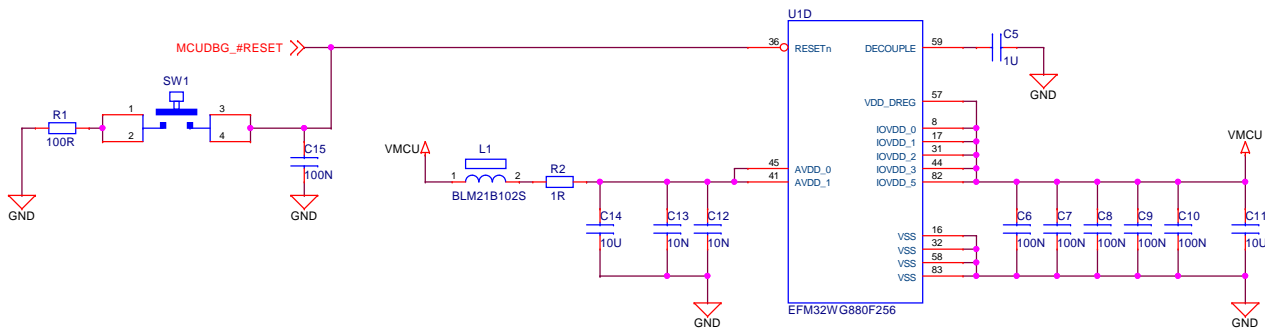 U1D
MCUDBG_#RESET
36
RESETn
DECOUPLE
59
C5
1U
GND
SW1
R1
100R
1
2
3
4
C15
100N
GND
GND
VDD_DREG
57
IOVDD_0
8
IOVDD_1
17
IOVDD_2
31
IOVDD_3
44
IOVDD_5
82
VMCU
L1
1
2
BLM21B102S
R2
1R
45
AVDD_0
41
AVDD_1
VMCU
C14
10U
C13
10N
C12
10N
GND
VSS
16
VSS
32
VSS
58
VSS
83
C6
100N
C7
100N
C8
100N
C9
100N
C10
100N
C11
10U
GND
EFM32WG880F256